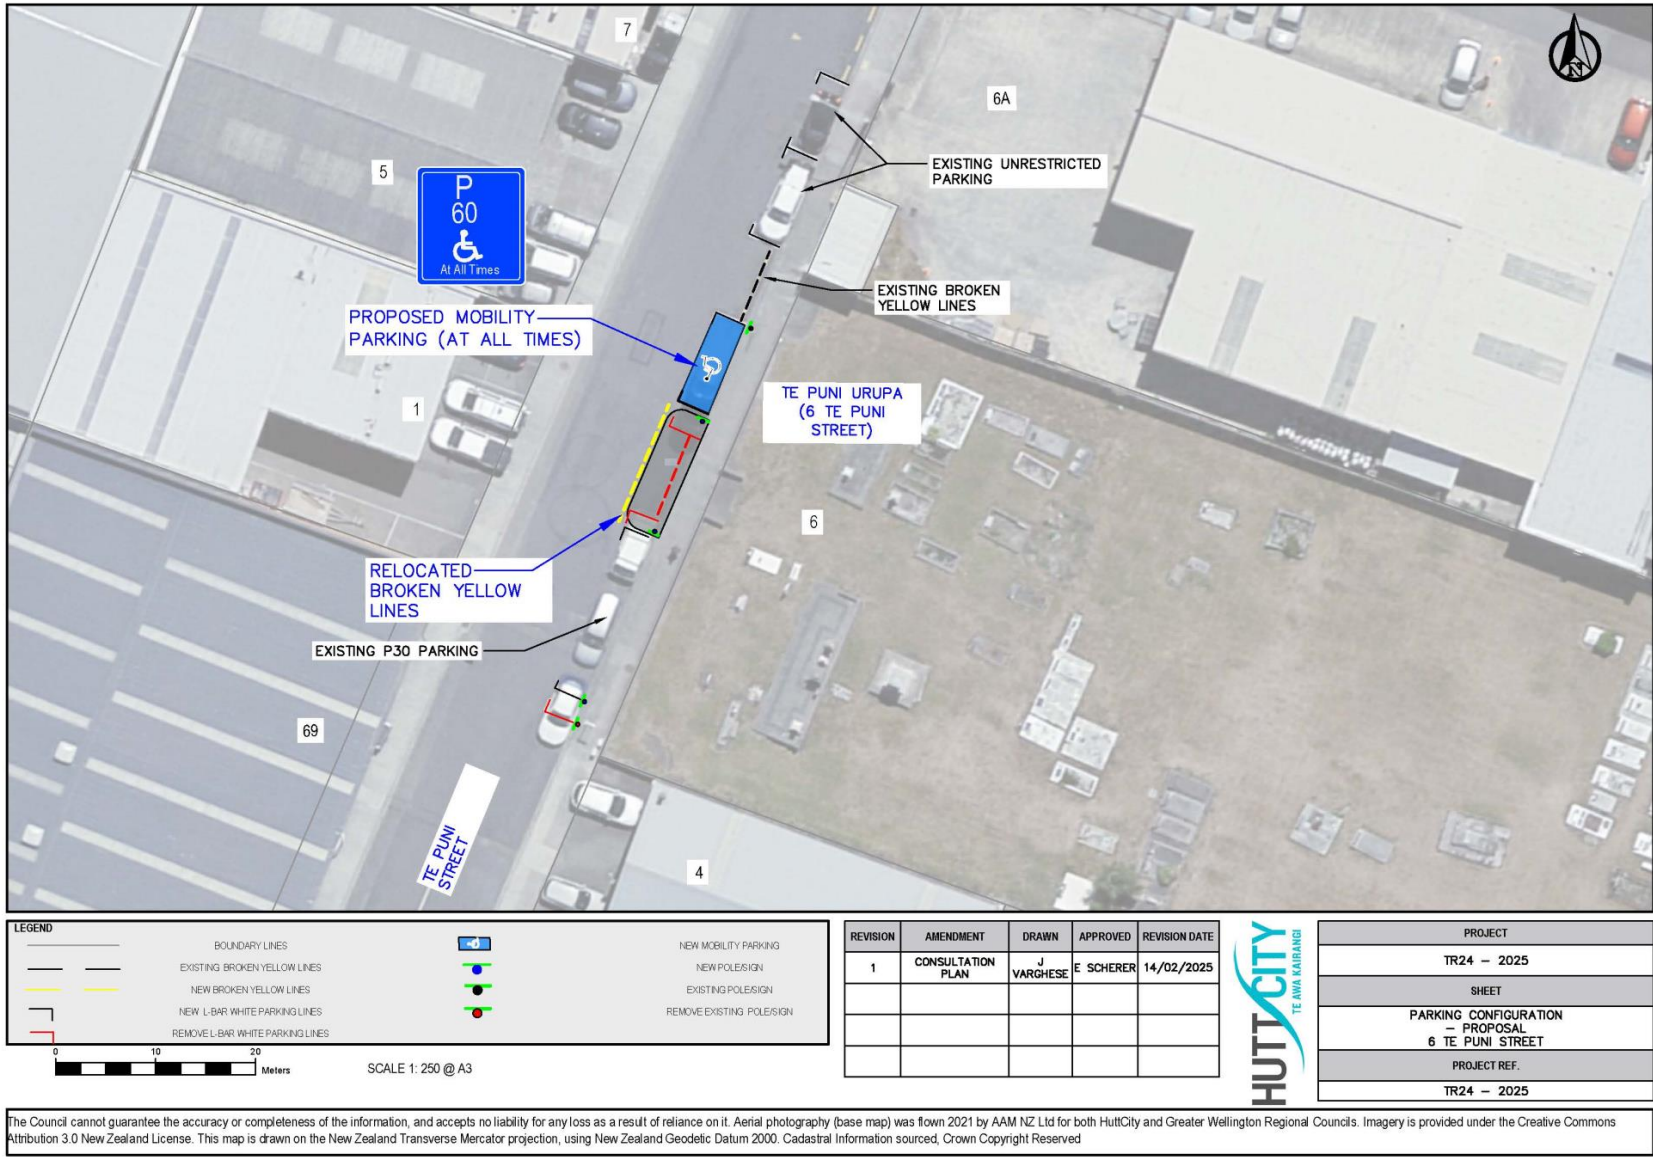 7
6A
EXISTING UNRESTRICTED
PARKING
5
P
60
At All Times
EXISTING BROKEN
YELLOW LINES
PROPOSED MOBILITY
PARKING (AT ALL TIMES)
TE PUNI URUPA
(6 TE PUNI
STREET)
1
6
RELOCATED
BROKEN YELLOW
LINES
EXISTING P30 PARKING
69
TE PUNI
STREET
4
N
LEGEND
BOUNDARY LINES
EXISTING BROKEN YELLOW LINES
NEW BROKEN YELLOW LINES
NEW L-BAR WHITE PARKING LINES
REMOVE L-BAR WHITE PARKING LINES
NEW MOBILITY PARKING
NEW POLE/SIGN
EXISTING POLE/SIGN
REMOVE EXISTING POLE/SIGN
0 10 20
Meters
SCALE 1: 250 @ A3
REVISION AMENDMENT DRAWN APPROVED REVISION DATE
1 CONSULTATION PLAN J VARGHESE E SCHERER 14/02/2025
HUTT CITY
TE AWA KAIRANGI
PROJECT
TR24 - 2025
SHEET
PARKING CONFIGURATION
- PROPOSAL
6 TE PUNI STREET
PROJECT REF.
TR24 - 2025
The Council cannot guarantee the accuracy or completeness of the information, and accepts no liability for any loss as a result of reliance on it. Aerial photography (base map) was flown 2021 by AAM NZ Ltd for both HuttCity and Greater Wellington Regional Councils. Imagery is provided under the Creative Commons
Attribution 3.0 New Zealand License. This map is drawn on the New Zealand Transverse Mercator projection, using New Zealand Geodetic Datum 2000. Cadastral Information sourced, Crown Copyright Reserved